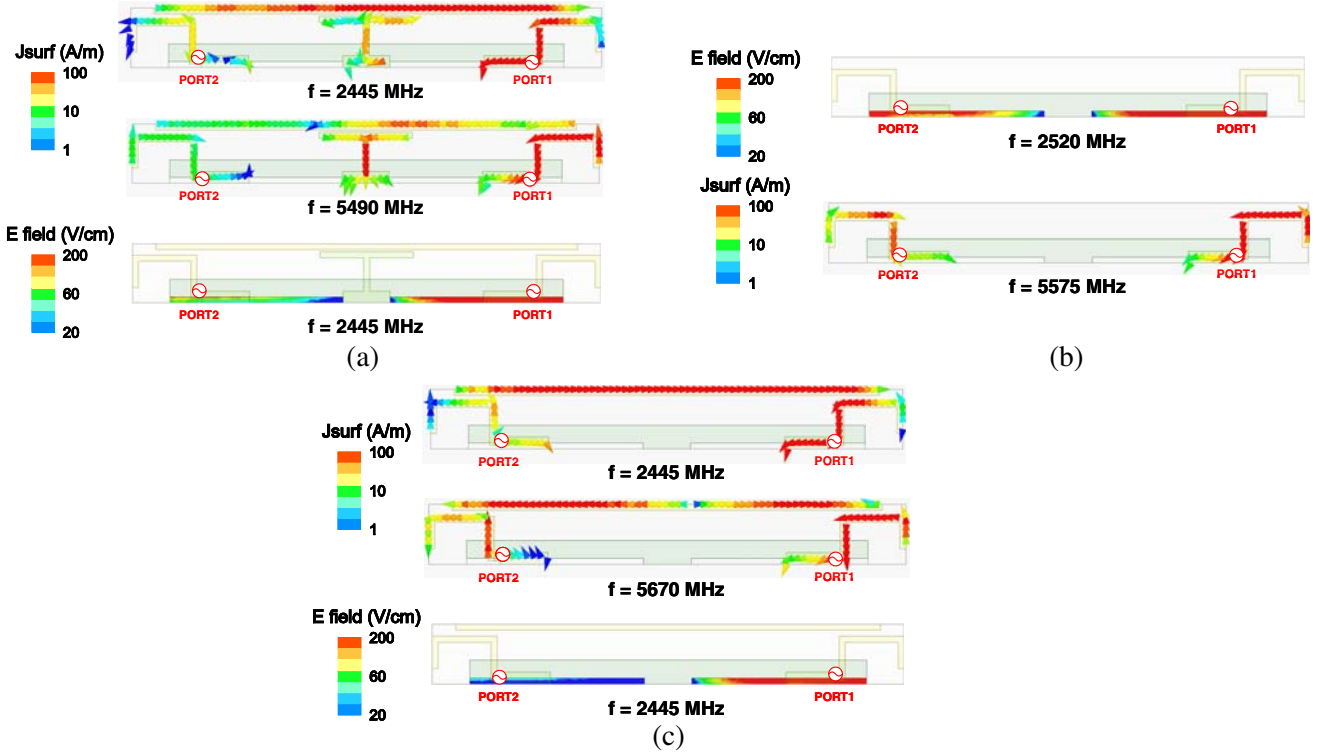 Jsurf (A/m)
100
10
1
PORT2
PORT1
f = 2445 MHz
PORT2
PORT1
f = 5490 MHz
E field (V/cm)
200
60
20
PORT2
PORT1
f = 2445 MHz
(a)
E field (V/cm)
200
60
20
PORT2
PORT1
f = 2520 MHz
Jsurf (A/m)
100
10
1
PORT2
PORT1
f = 5575 MHz
(b)
Jsurf (A/m)
100
10
1
PORT2
PORT1
f = 2445 MHz
PORT2
PORT1
f = 5670 MHz
E field (V/cm)
200
60
20
PORT2
PORT1
f = 2445 MHz
(c)